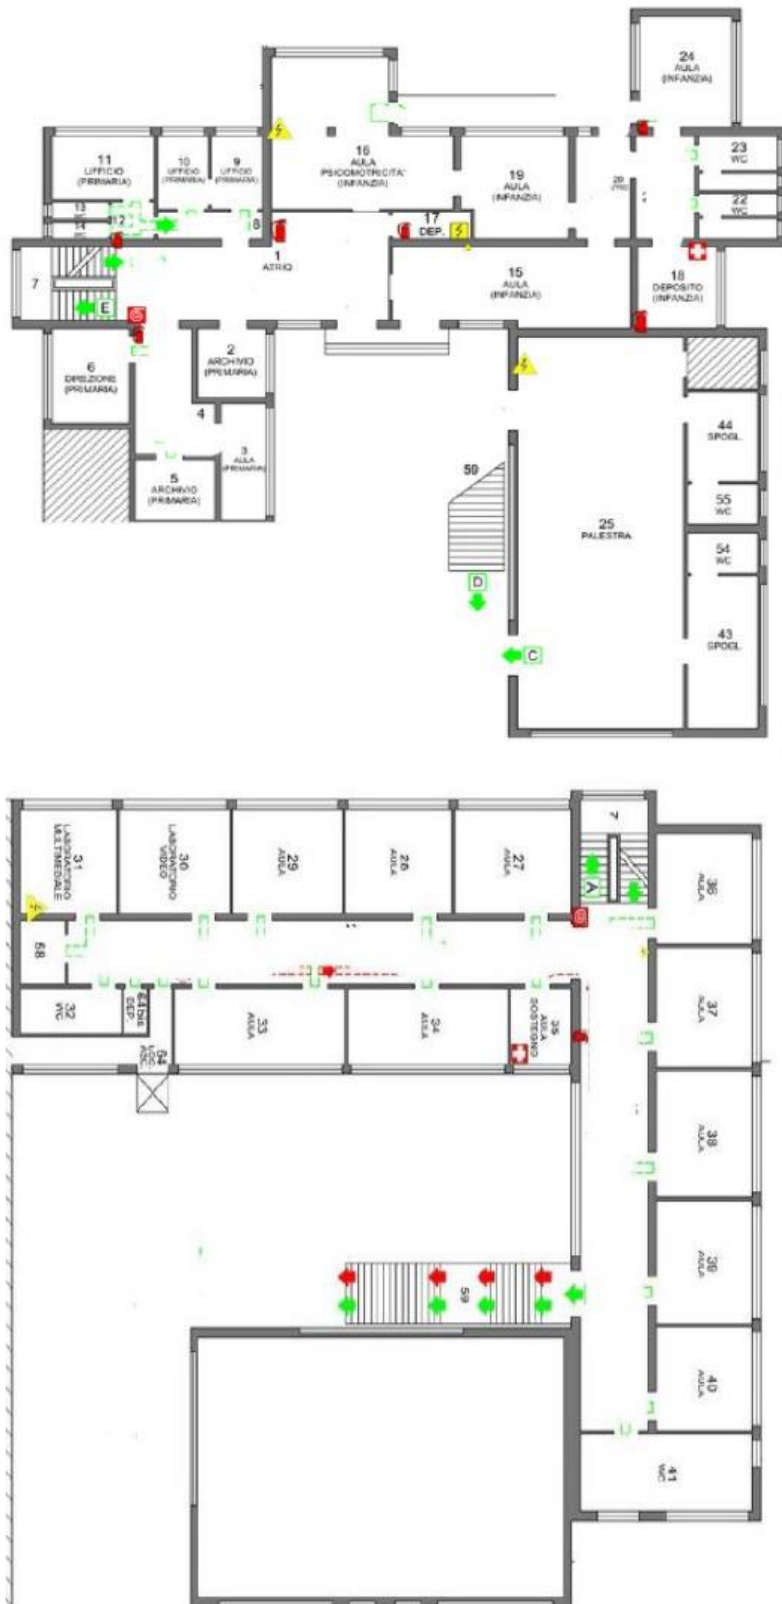 24
AULA
(INFANZIA)
11
UFFICIO
(PRIMARIA)
10
UFFICIO
(PRIMARIA)
9
UFFICIO
(PRIMARIA)
16
AULA
PSICOMOTRICITA'
(INFANZIA)
19
AULA
(INFANZIA)
23
WC
22
WC
13
WC
14
WC
12
8
17
DEP.
1
ATRIO
15
AULA
(INFANZIA)
18
DEPOSITO
(INFANZIA)
7
E
2
ARCHIVIO
(PRIMARIA)
6
DIREZIONE
(PRIMARIA)
4
3
AULA
(PRIMARIA)
5
ARCHIVIO
(PRIMARIA)
44
SPOGL.
55
WC
59
25
PALESTRA
54
WC
D
C
43
SPOGL.
31
LABORATORIO
MULTIMEDIALE
30
LABORATORIO
VIDEO
29
AULA
AULA
27
AULA
7
A
36
AULA
58
37
AULA
32
WC
64 bis
DEP.
64
33
AULA
34
AULA
35
AULA
SOSTEGNO
38
AULA
39
AULA
59
40
AULA
41
WC